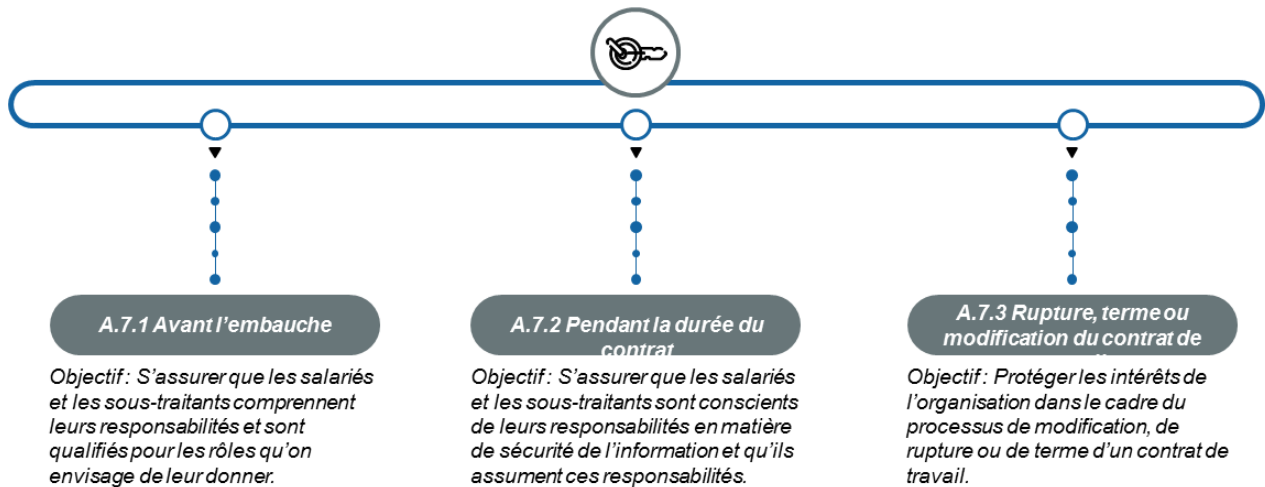 A.7.1 Avant l’embauche
Objectif : S’assurer que les salariés
et les sous-traitants comprennent
leurs responsabilités et sont
qualifiés pour les rôles qu’on
envisage de leur donner.
A.7.2 Pendant la durée du
contrat
Objectif : S’assurer que les salariés
et les sous-traitants sont conscients
de leurs responsabilités en matière
de sécurité de l’information et qu’ils
assument ces responsabilités.
A.7.3 Rupture, terme ou
modification du contrat de
Objectif : Protéger les intérêts de
l’organisation dans le cadre du
processus de modification, de
rupture ou de terme d’un contrat de
travail.